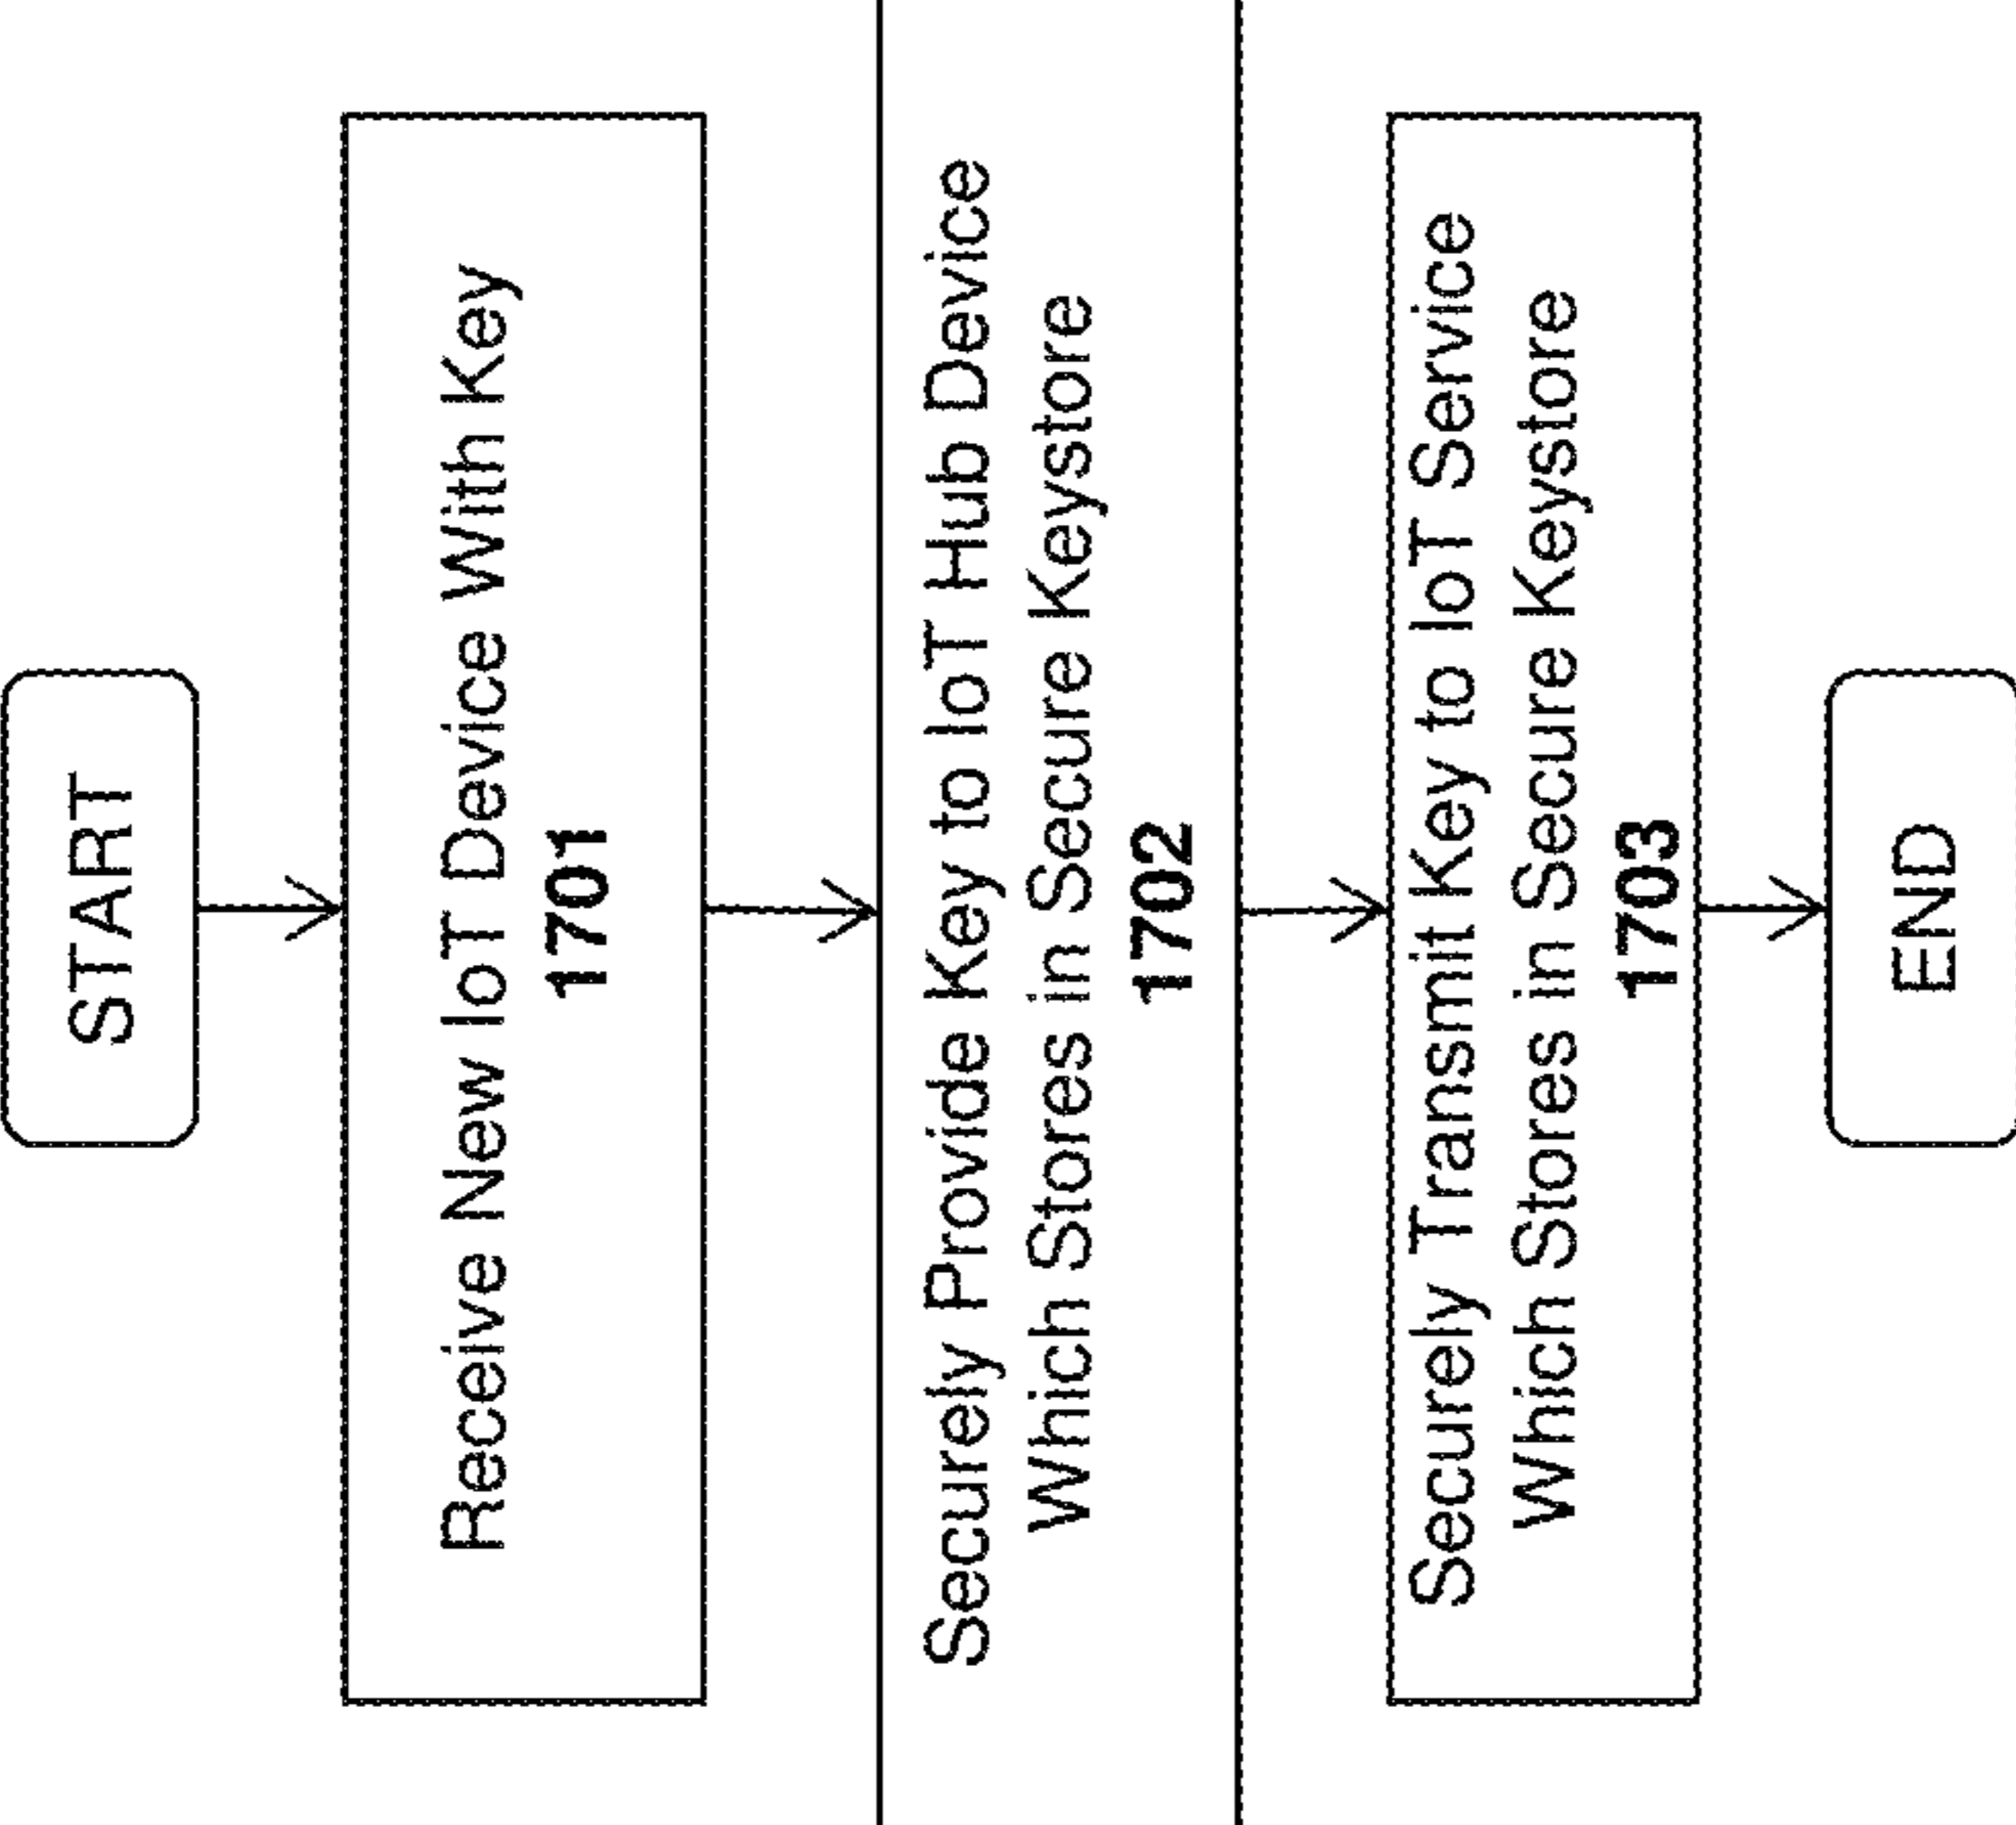 START
Receive New IoT Device With Key
1701
Securely Provide Key to IoT Hub Device
Which Stores in Secure Keystore
1702
Securely Transmit Key to IoT Service
Which Stores in Secure Keystore
1703
END